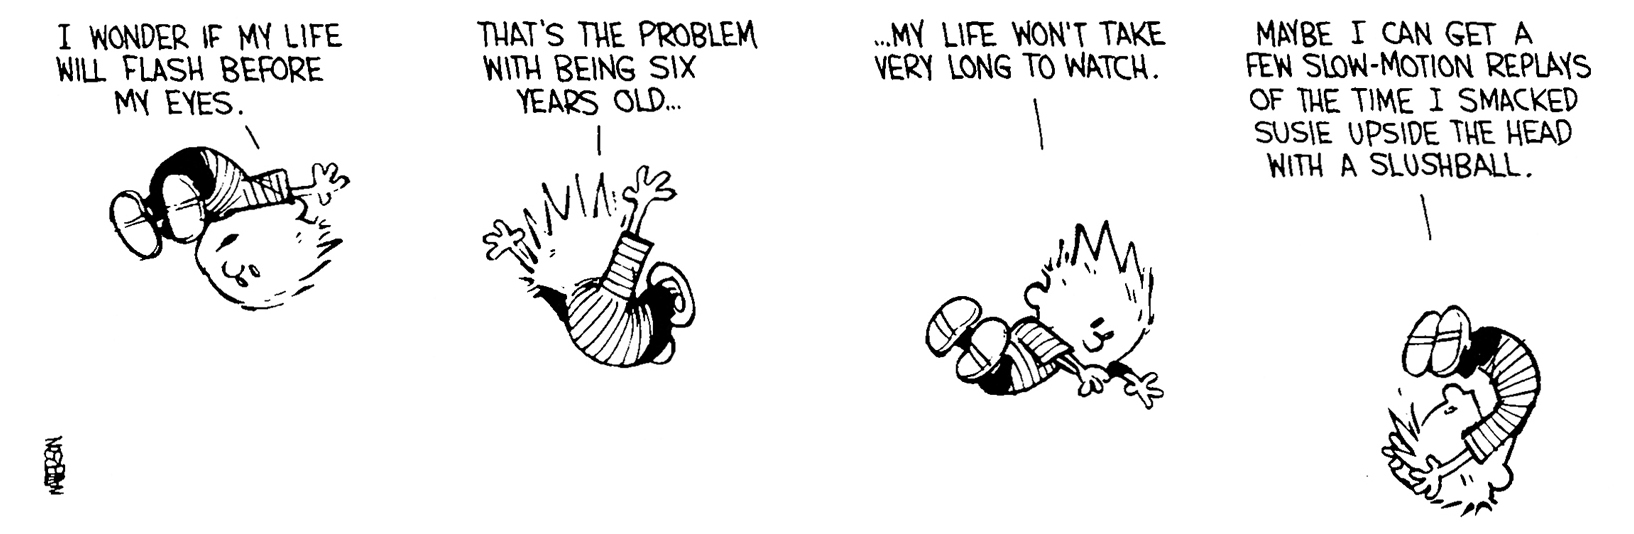 I WONDER IF MY LIFE
WILL FLASH BEFORE
MY EYES.
THAT'S THE PROBLEM
WITH BEING SIX
YEARS OLD...
...MY LIFE WON'T TAKE
VERY LONG TO WATCH.
MAYBE I CAN GET A
FEW SLOW-MOTION REPLAYS
OF THE TIME I SMACKED
SUSIE UPSIDE THE HEAD
WITH A SLUSHBALL.